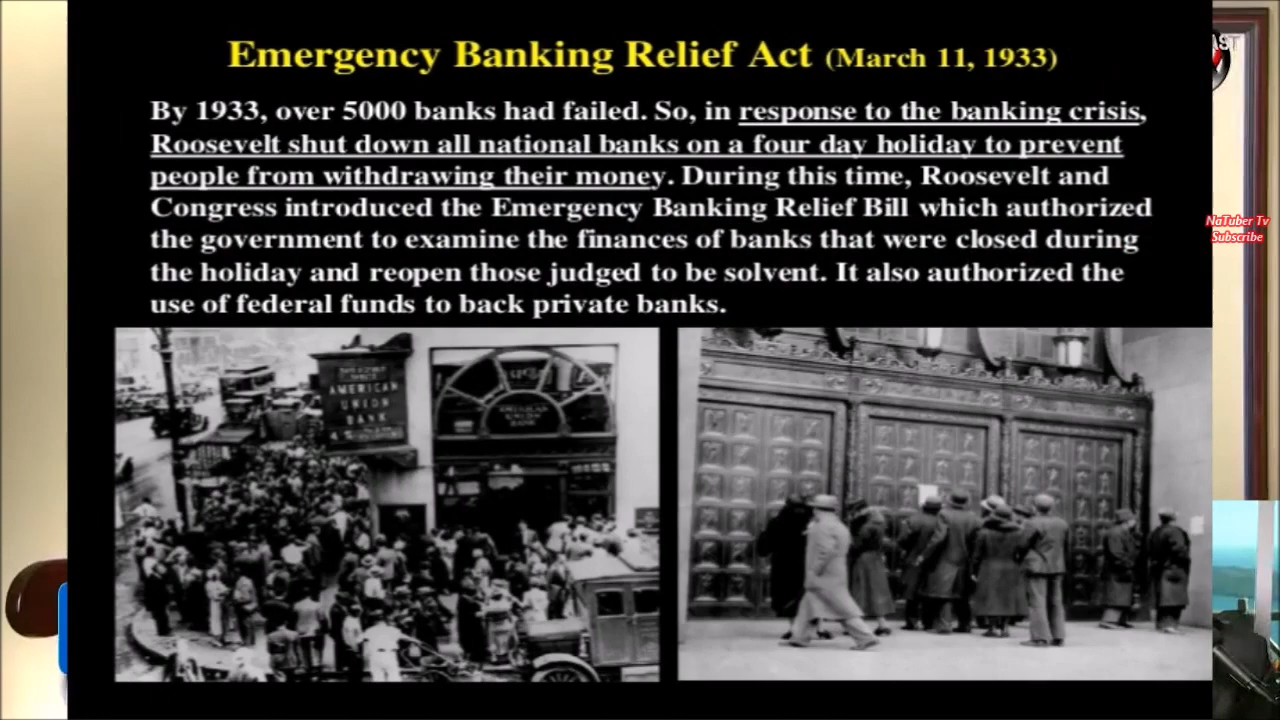 Emergency Banking Relief Act (March 11, 1933)
By 1933, over 5000 banks had failed. So, in response to the banking crisis,
Roosevelt shut down all national banks on a four day holiday to prevent
people from withdrawing their money. During this time, Roosevelt and
Congress introduced the Emergency Banking Relief Bill which authorized
the government to examine the finances of banks that were closed during
the holiday and reopen those judged to be solvent. It also authorized the
use of federal funds to back private banks.
NaTuber Tv
Subscribe
AMERICAN
UNION
BANK